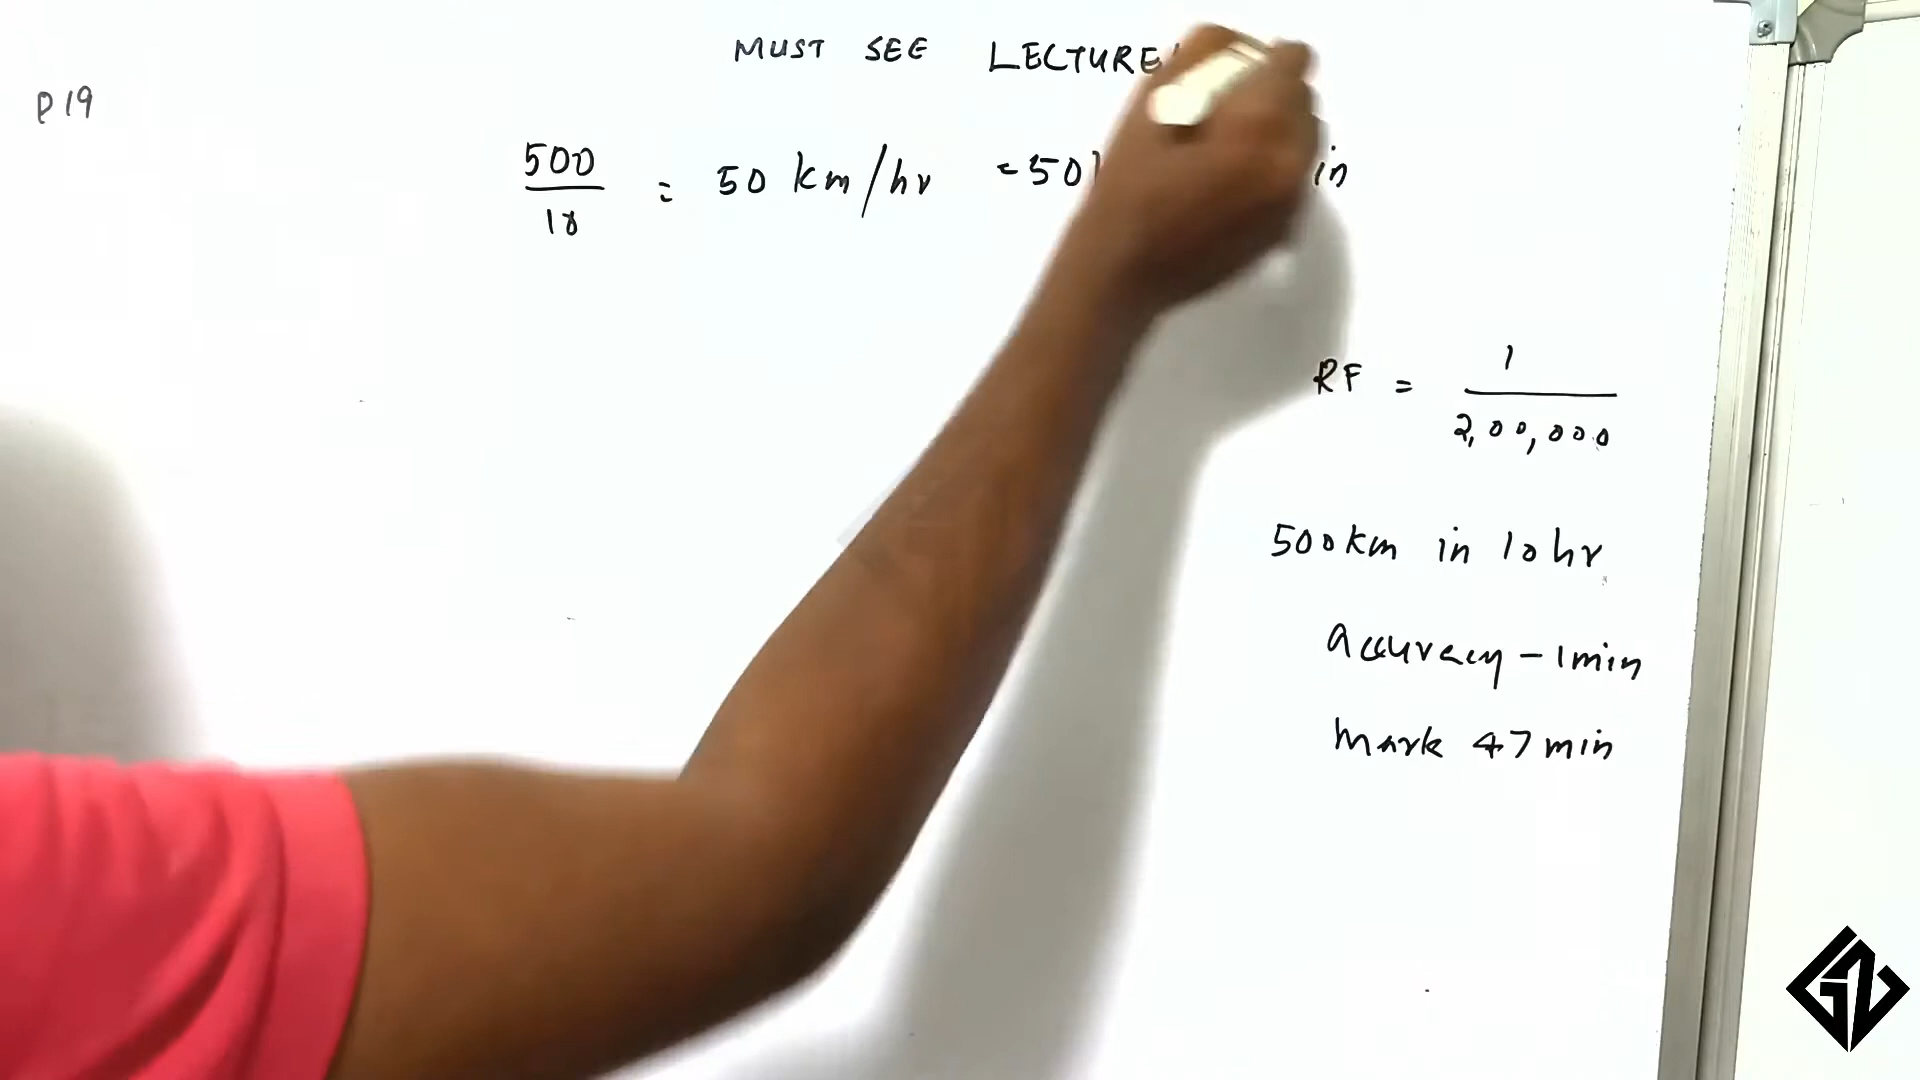 MUST SEE LECTURE
P19
500/10 = 50 km/hr = 50 in
RF = 1/2,00,000
500km in 10hr
accuracy - 1min
Mark 47min